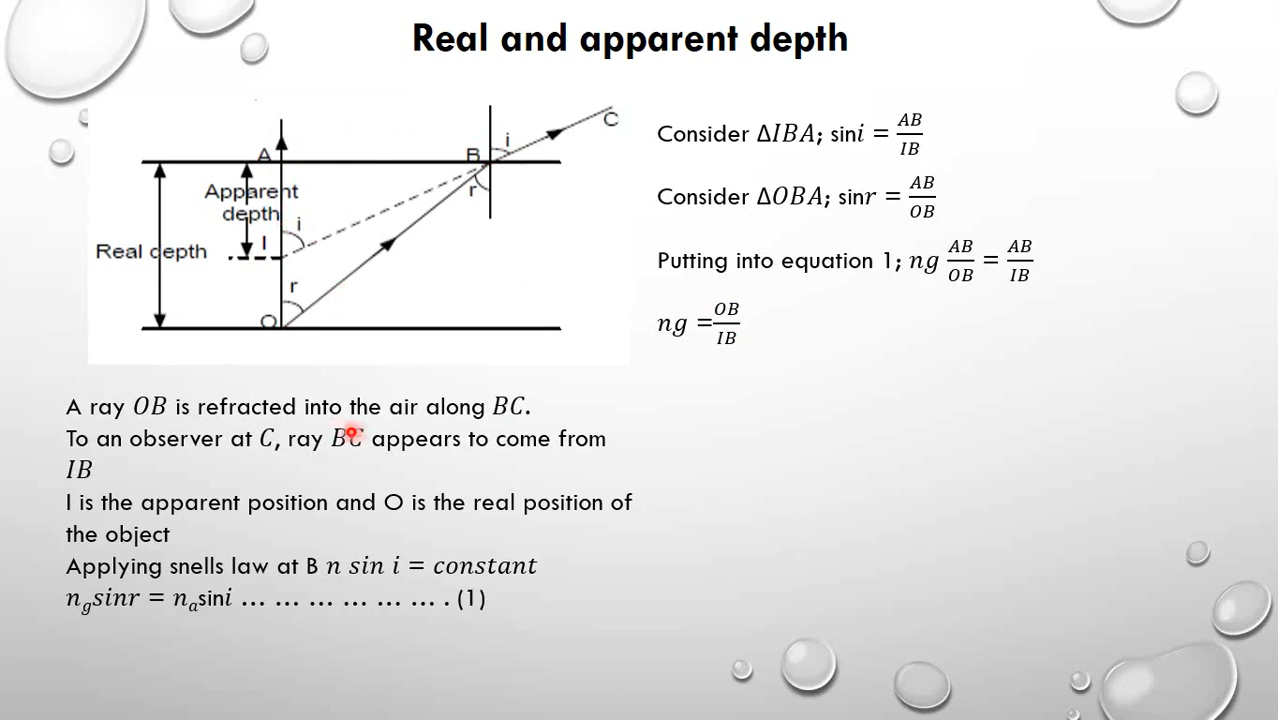 Real and apparent depth
A
B
i
C
Apparent
depth
r
i
I
Real depth
r
O
Consider ΔIBA; sini = AB/IB
Consider ΔOBA; sinr = AB/OB
Putting into equation 1; ng AB/OB = AB/IB
ng = OB/IB
A ray OB is refracted into the air along BC.
To an observer at C, ray BC appears to come from
IB
I is the apparent position and O is the real position of
the object
Applying snells law at B n sin i = constant
n_g sinr = n_a sini … … … … … … . (1)